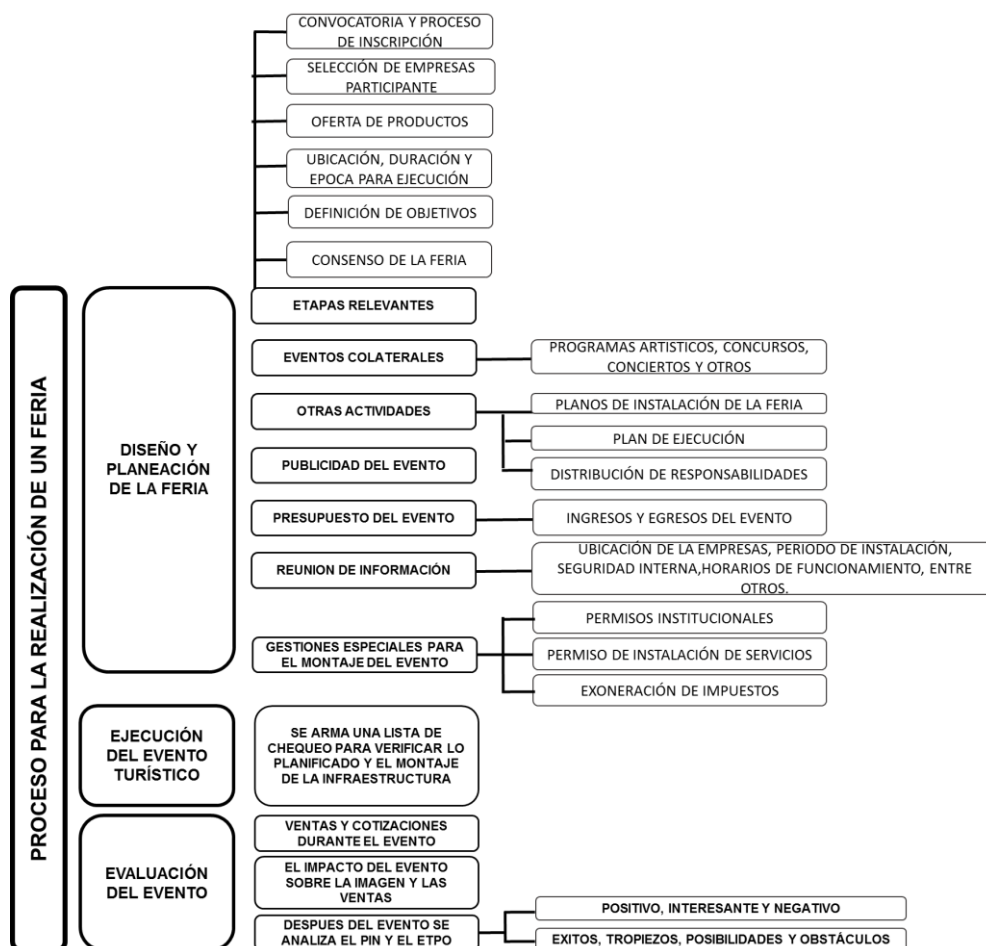 PROCESO PARA LA REALIZACIÓN DE UN FERIA
DISEÑO Y
PLANEACIÓN
DE LA FERIA
CONVOCATORIA Y PROCESO
DE INSCRIPCIÓN
SELECCIÓN DE EMPRESAS
PARTICIPANTE
OFERTA DE PRODUCTOS
UBICACIÓN, DURACIÓN Y
EPOCA PARA EJECUCIÓN
DEFINICIÓN DE OBJETIVOS
CONSENSO DE LA FERIA
ETAPAS RELEVANTES
EVENTOS COLATERALES
PROGRAMAS ARTISTICOS, CONCURSOS,
CONCIERTOS Y OTROS
OTRAS ACTIVIDADES
PLANOS DE INSTALACIÓN DE LA FERIA
PLAN DE EJECUCIÓN
DISTRIBUCIÓN DE RESPONSABILIDADES
PUBLICIDAD DEL EVENTO
PRESUPUESTO DEL EVENTO
INGRESOS Y EGRESOS DEL EVENTO
REUNION DE INFORMACIÓN
UBICACIÓN DE LA EMPRESAS, PERIODO DE INSTALACIÓN,
SEGURIDAD INTERNA,HORARIOS DE FUNCIONAMIENTO, ENTRE
OTROS.
GESTIONES ESPECIALES PARA
EL MONTAJE DEL EVENTO
PERMISOS INSTITUCIONALES
PERMISO DE INSTALACIÓN DE SERVICIOS
EXONERACIÓN DE IMPUESTOS
EJECUCIÓN
DEL EVENTO
TURÍSTICO
SE ARMA UNA LISTA DE
CHEQUEO PARA VERIFICAR LO
PLANIFICADO Y EL MONTAJE
DE LA INFRAESTRUCTURA
EVALUACIÓN
DEL EVENTO
VENTAS Y COTIZACIONES
DURANTE EL EVENTO
EL IMPACTO DEL EVENTO
SOBRE LA IMAGEN Y LAS
VENTAS
DESPUES DEL EVENTO SE
ANALIZA EL PIN Y EL ETPO
POSITIVO, INTERESANTE Y NEGATIVO
EXITOS, TROPIEZOS, POSIBILIDADES Y OBSTÁCULOS